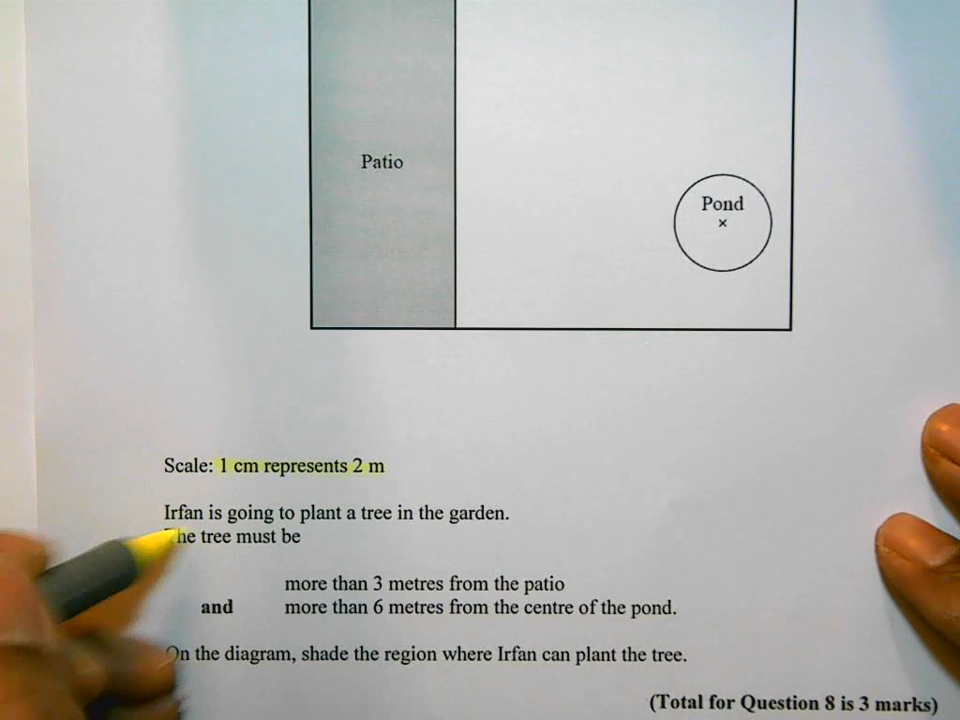 Patio
Pond
Scale: 1 cm represents 2 m
Irfan is going to plant a tree in the garden.
The tree must be
more than 3 metres from the patio
and more than 6 metres from the centre of the pond.
On the diagram, shade the region where Irfan can plant the tree.
(Total for Question 8 is 3 marks)